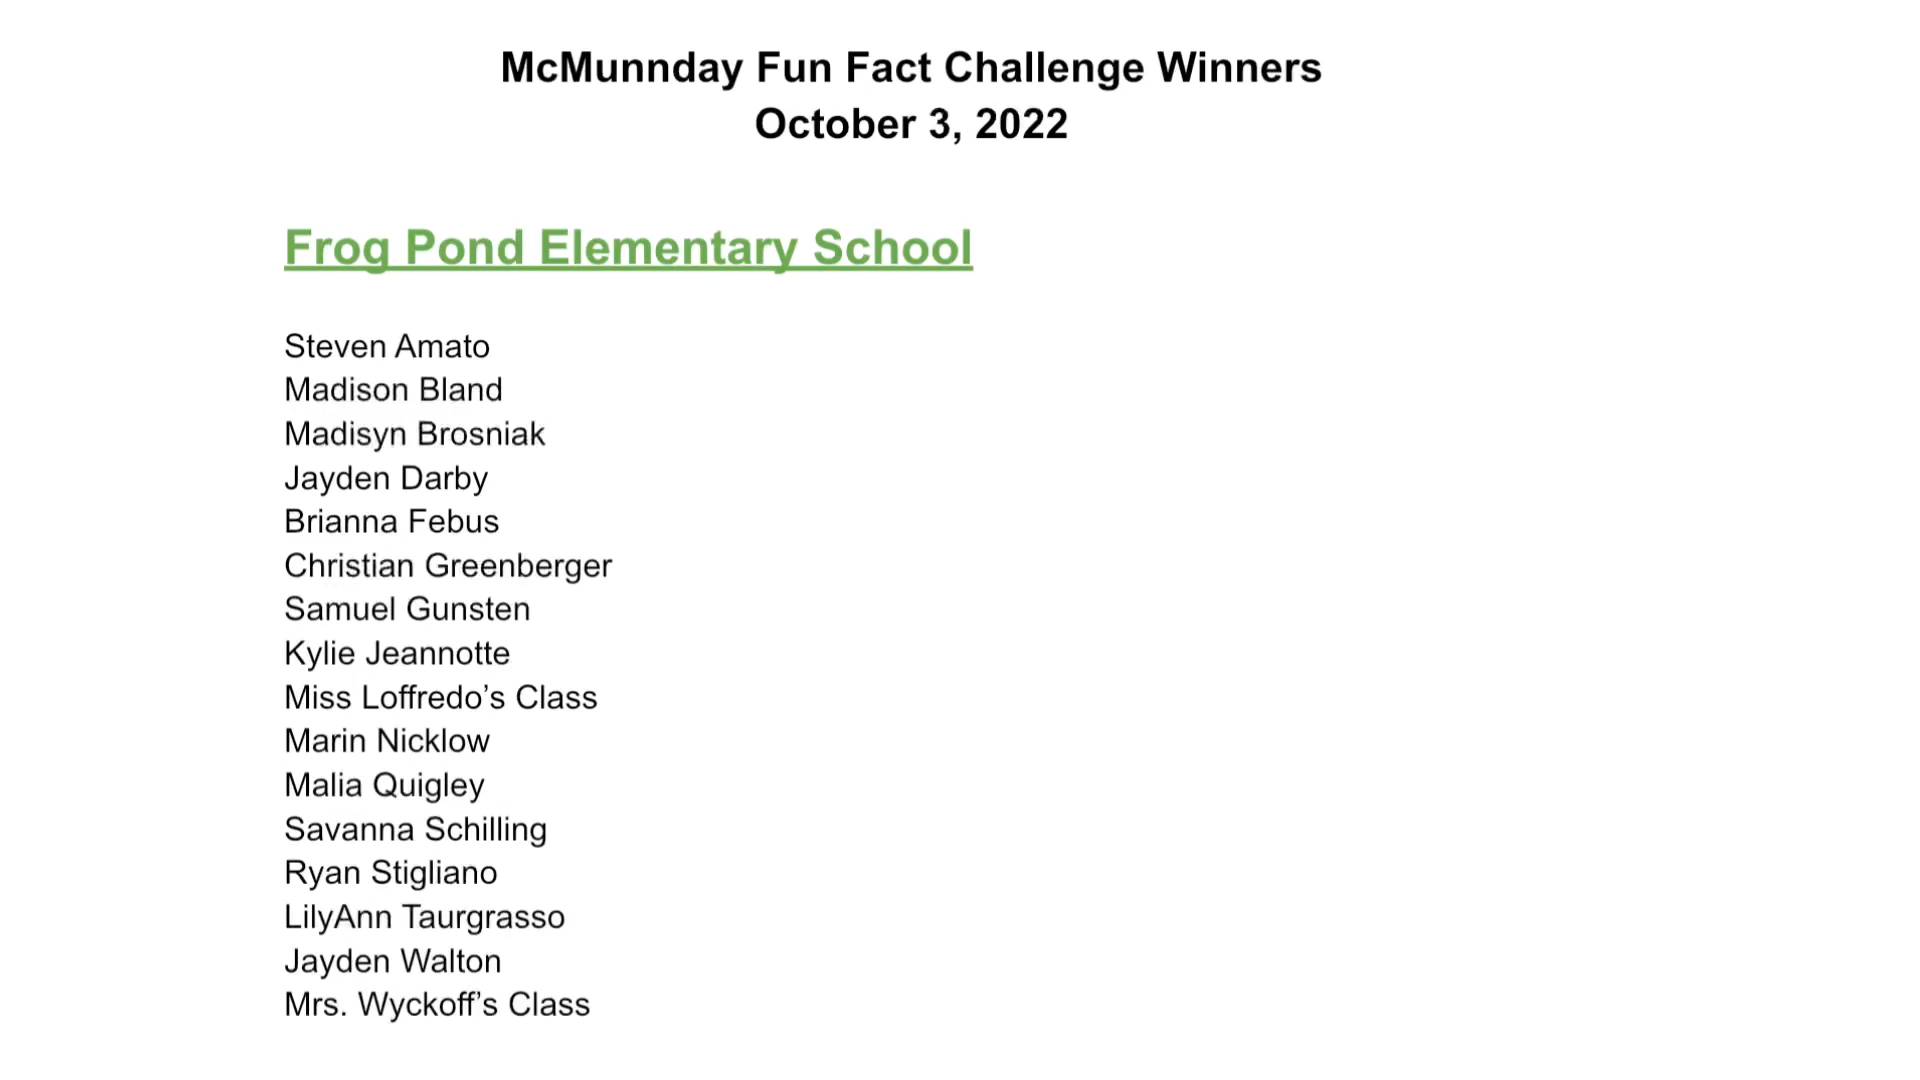 McMunnday Fun Fact Challenge Winners
October 3, 2022
Frog Pond Elementary School
Steven Amato
Madison Bland
Madisyn Brosniak
Jayden Darby
Brianna Febus
Christian Greenberger
Samuel Gunsten
Kylie Jeannotte
Miss Loffredo’s Class
Marin Nicklow
Malia Quigley
Savanna Schilling
Ryan Stigliano
LilyAnn Taurgrasso
Jayden Walton
Mrs. Wyckoff’s Class